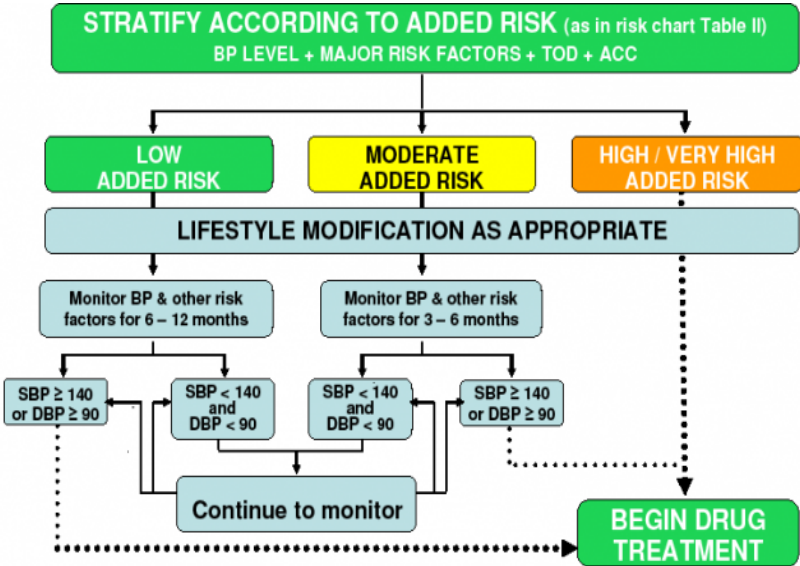 STRATIFY ACCORDING TO ADDED RISK (as in risk chart Table II)
BP LEVEL + MAJOR RISK FACTORS + TOD + ACC
LOW
ADDED RISK
MODERATE
ADDED RISK
HIGH / VERY HIGH
ADDED RISK
LIFESTYLE MODIFICATION AS APPROPRIATE
Monitor BP & other risk
factors for 6 – 12 months
Monitor BP & other risk
factors for 3 – 6 months
SBP ≥ 140
or DBP ≥ 90
SBP < 140
and
DBP < 90
SBP < 140
and
DBP < 90
SBP ≥ 140
or DBP ≥ 90
Continue to monitor
BEGIN DRUG
TREATMENT